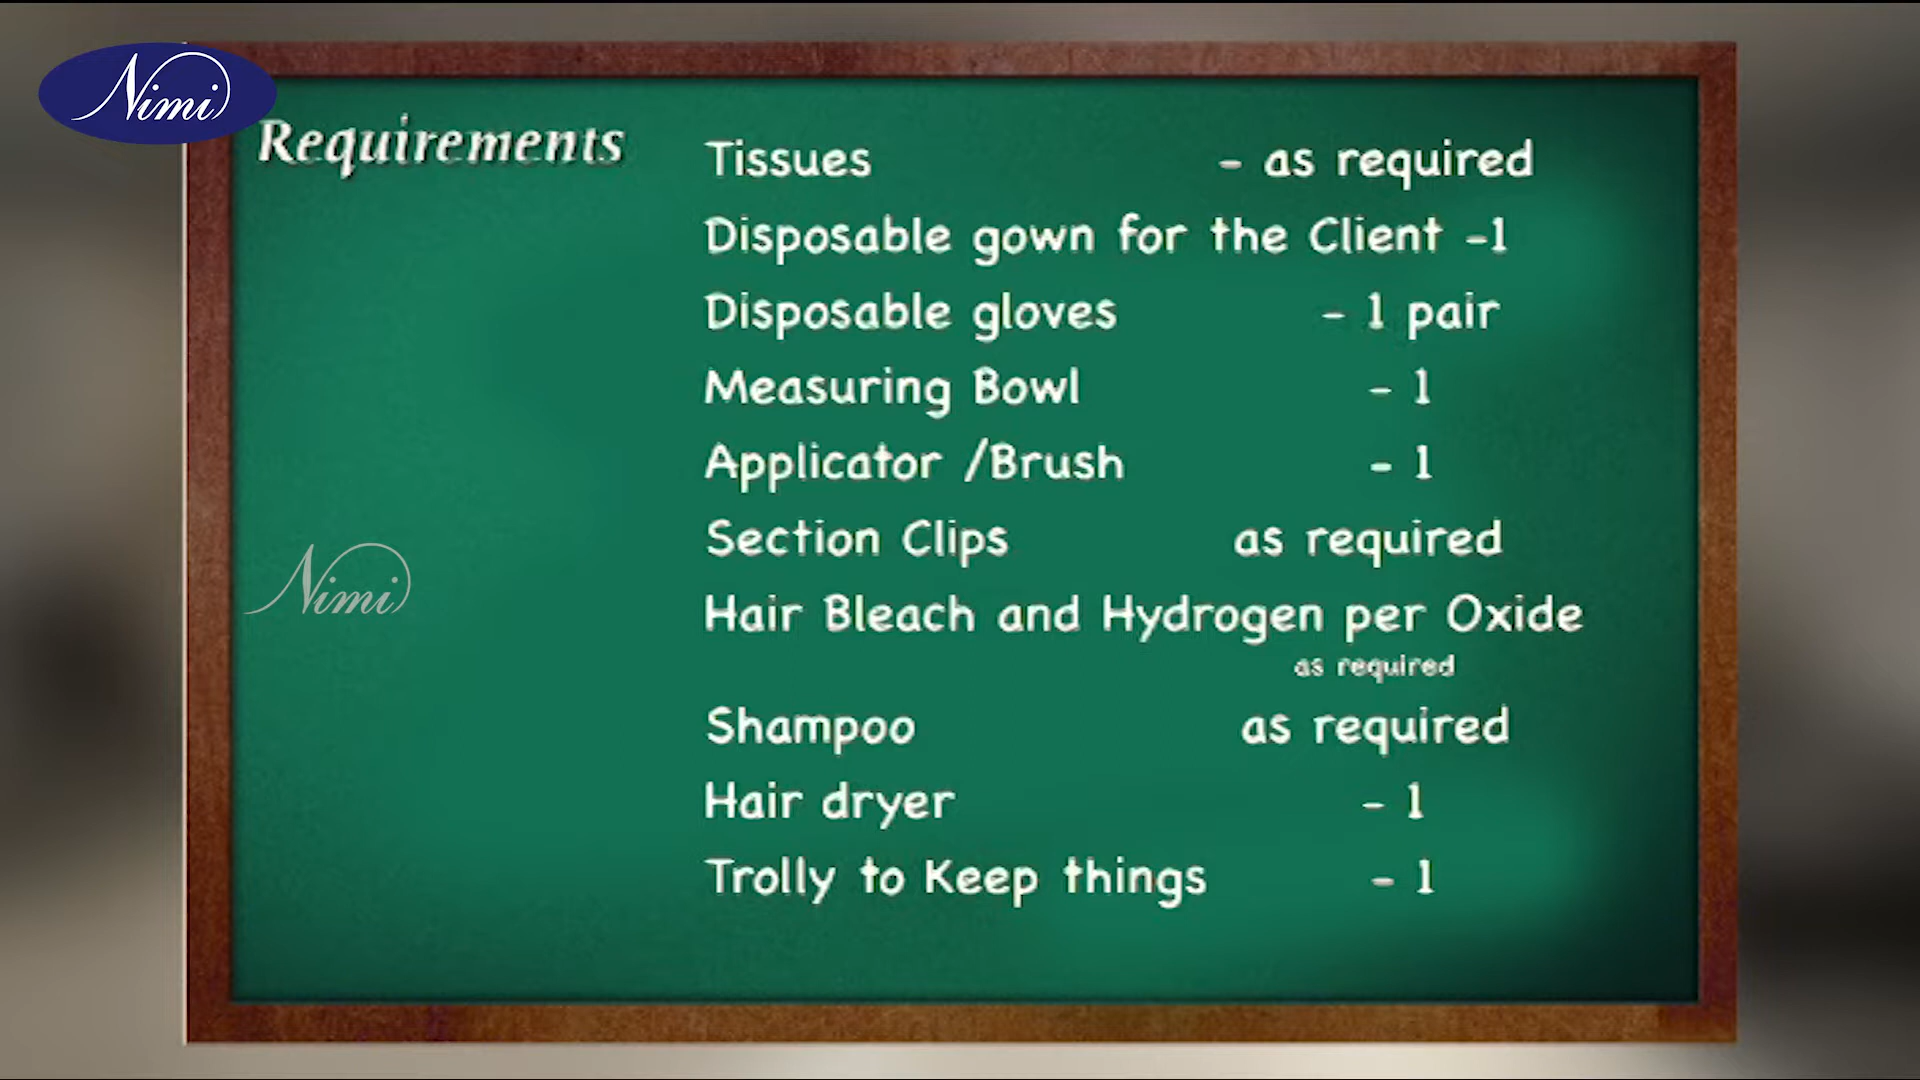 Nimi
Requirements
Tissues - as required
Disposable gown for the Client -1
Disposable gloves - 1 pair
Measuring Bowl - 1
Applicator /Brush - 1
Section Clips as required
Nimi
Hair Bleach and Hydrogen per Oxide
as required
Shampoo as required
Hair dryer - 1
Trolly to Keep things - 1